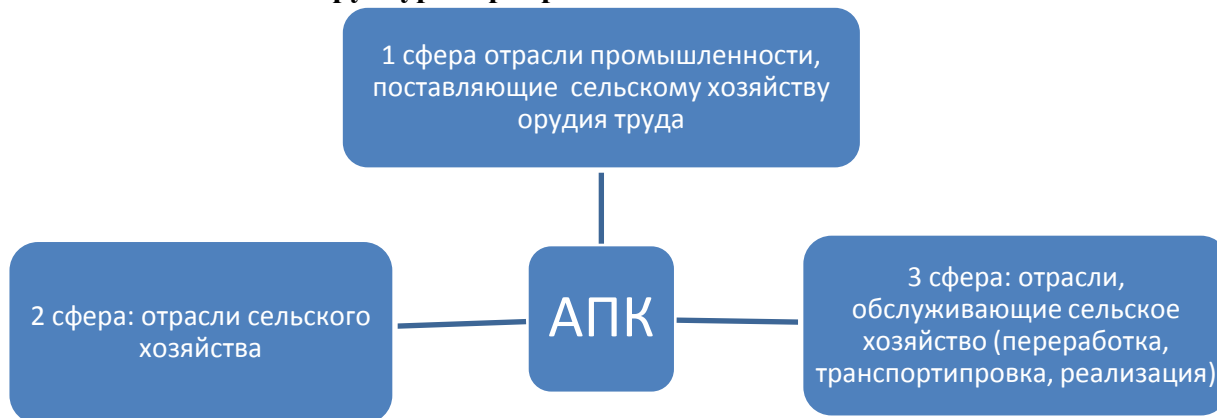 1 сфера отрасли промышленности,
поставляющие сельскому хозяйству
орудия труда
2 сфера: отрасли сельского
хозяйства
АПК
3 сфера: отрасли,
обслуживающие сельское
хозяйство (переработка,
транспортипровка, реализация)